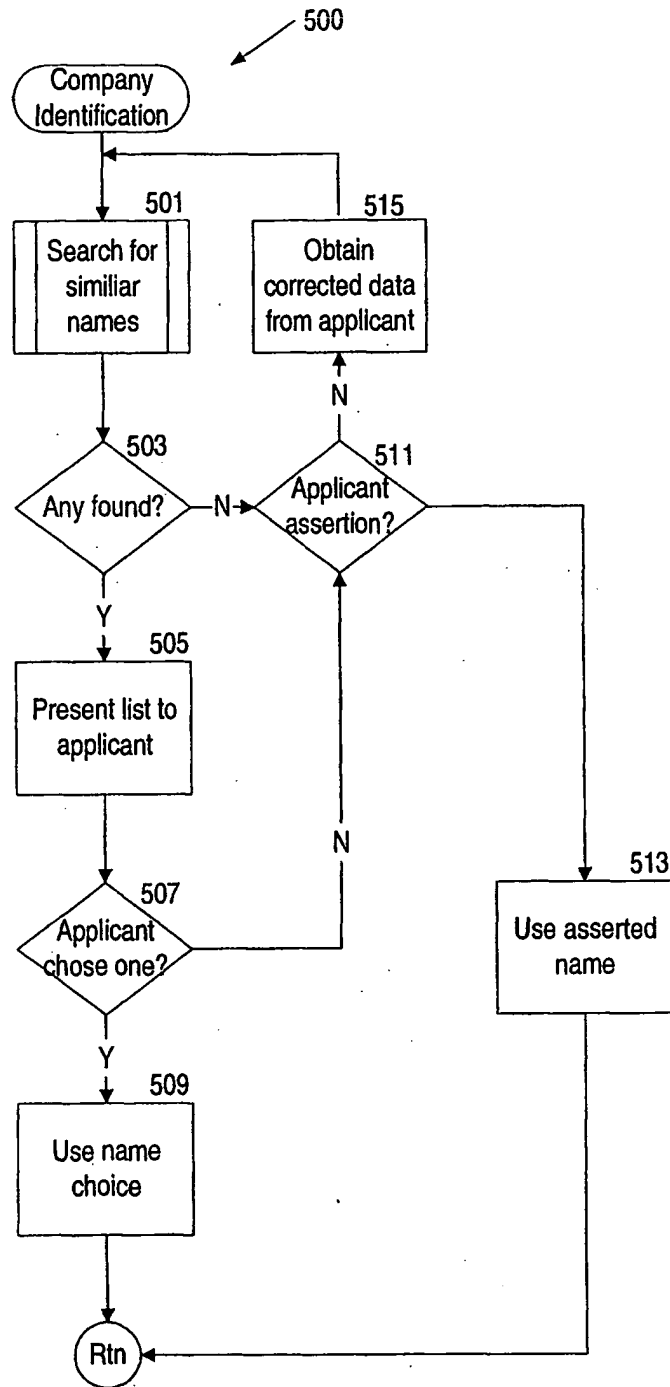 500
Company
Identification
501
Search for
similiar
names
515
Obtain
corrected data
from applicant
N
503
Any found?
N
511
Applicant
assertion?
Y
505
Present list to
applicant
N
507
Applicant
chose one?
513
Use asserted
name
Y
509
Use name
choice
Rtn